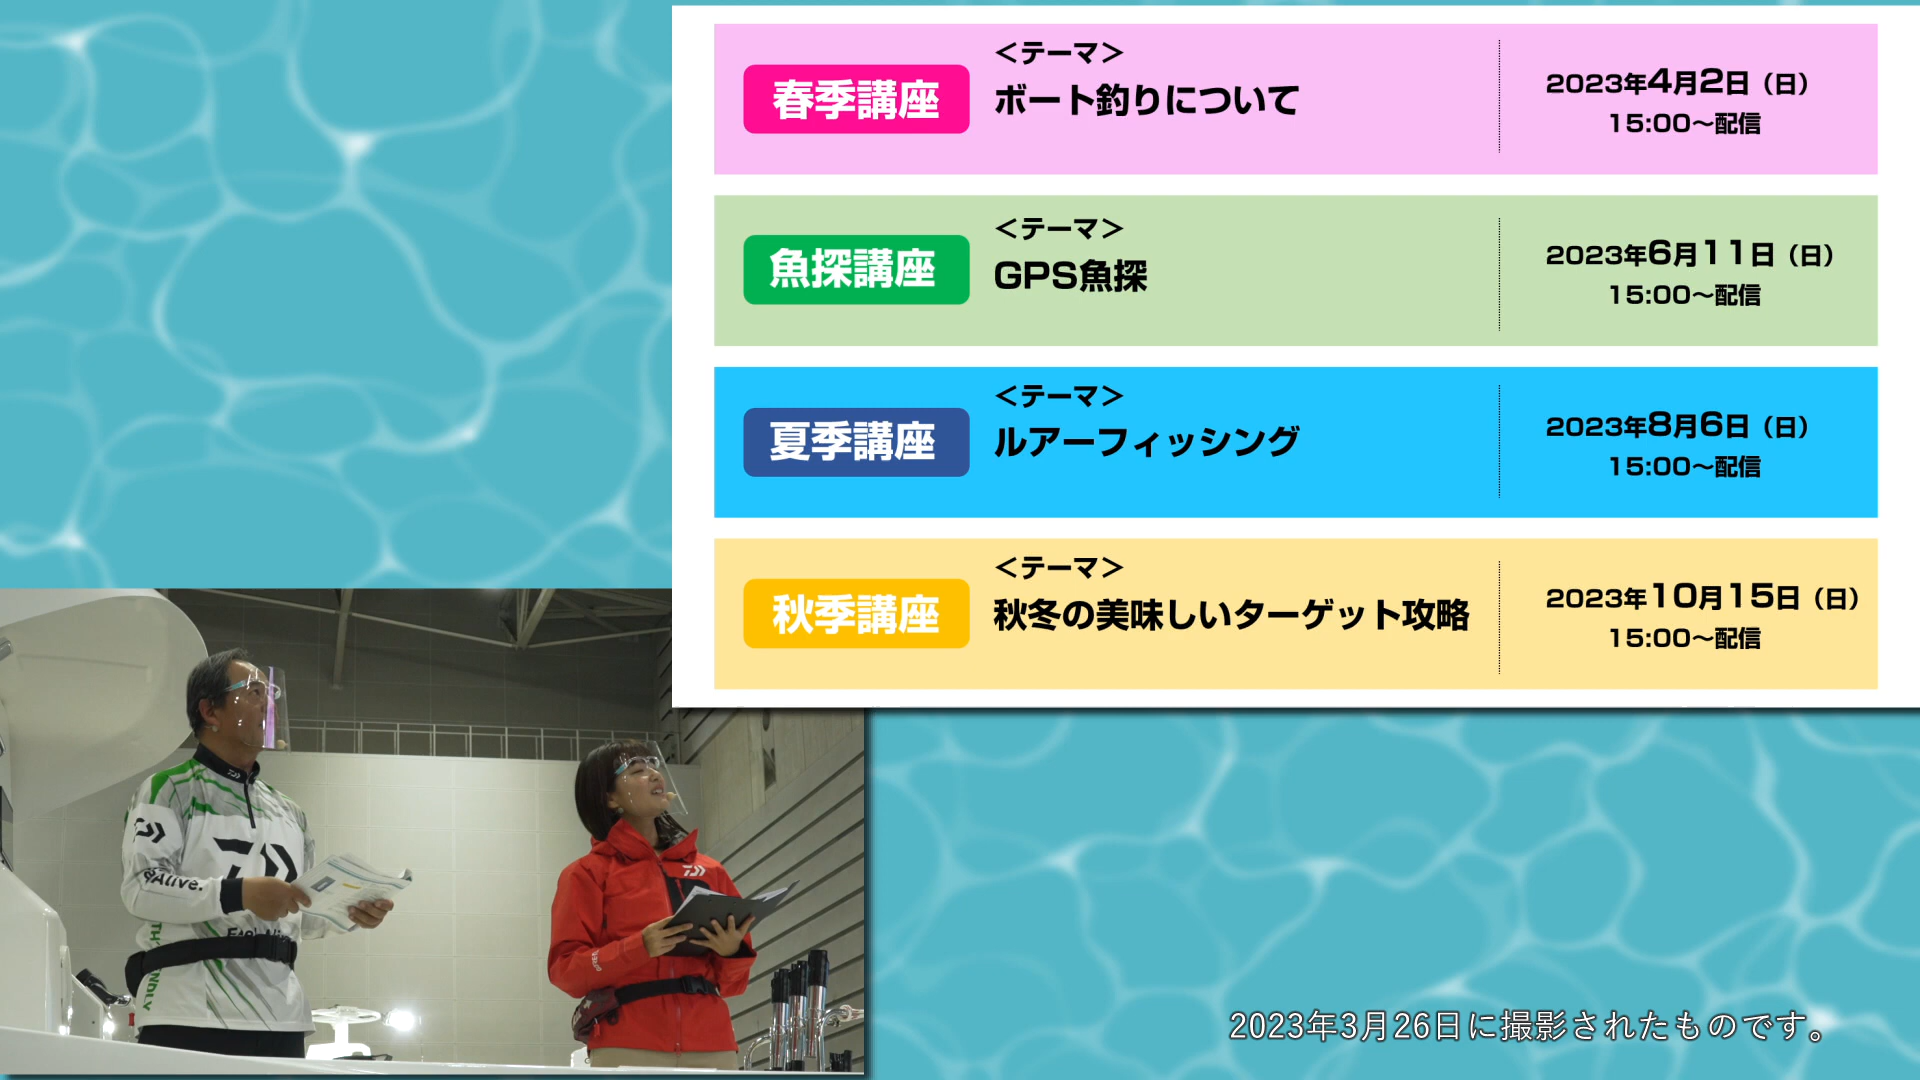 春季講座
＜テーマ＞
ボート釣りについて
2023年4月2日（日）
15:00～配信
魚探講座
＜テーマ＞
GPS魚探
2023年6月11日（日）
15:00～配信
夏季講座
＜テーマ＞
ルアーフィッシング
2023年8月6日（日）
15:00～配信
秋季講座
＜テーマ＞
秋冬の美味しいターゲット攻略
2023年10月15日（日）
15:00～配信
2023年3月26日に撮影されたものです。